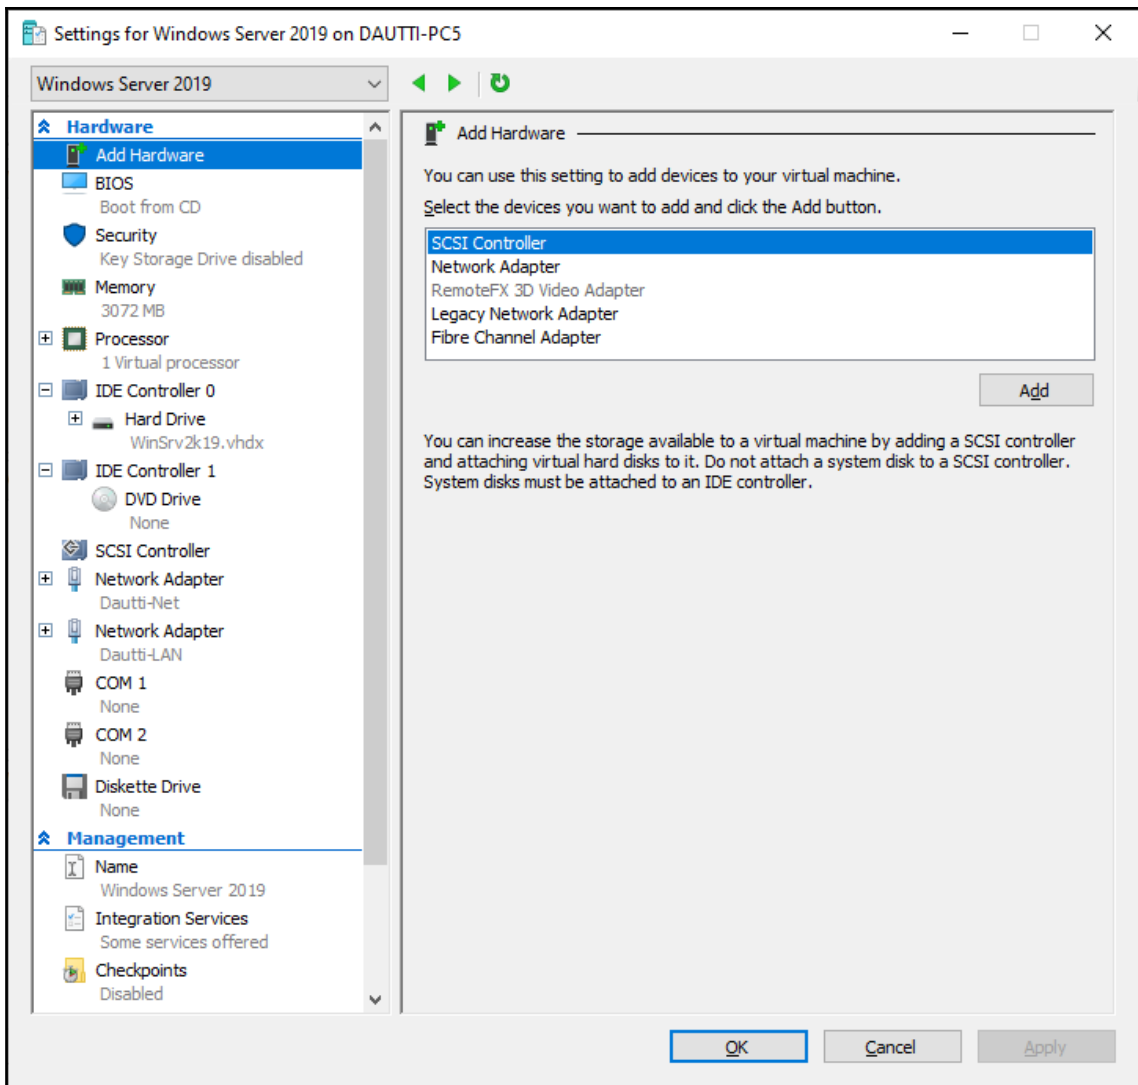 Settings for Windows Server 2019 on DAUTTI-PC5
Windows Server 2019
Hardware
Add Hardware
BIOS
Boot from CD
Security
Key Storage Drive disabled
Memory
3072 MB
Processor
1 Virtual processor
IDE Controller 0
Hard Drive
WinSrv2k19.vhdx
IDE Controller 1
DVD Drive
None
SCSI Controller
Network Adapter
Dautti-Net
Network Adapter
Dautti-LAN
COM 1
None
COM 2
None
Diskette Drive
None
Management
Name
Windows Server 2019
Integration Services
Some services offered
Checkpoints
Disabled
Add Hardware
You can use this setting to add devices to your virtual machine.
Select the devices you want to add and click the Add button.
SCSI Controller
Network Adapter
RemoteFX 3D Video Adapter
Legacy Network Adapter
Fibre Channel Adapter
Add
You can increase the storage available to a virtual machine by adding a SCSI controller
and attaching virtual hard disks to it. Do not attach a system disk to a SCSI controller.
System disks must be attached to an IDE controller.
OK
Cancel
Apply